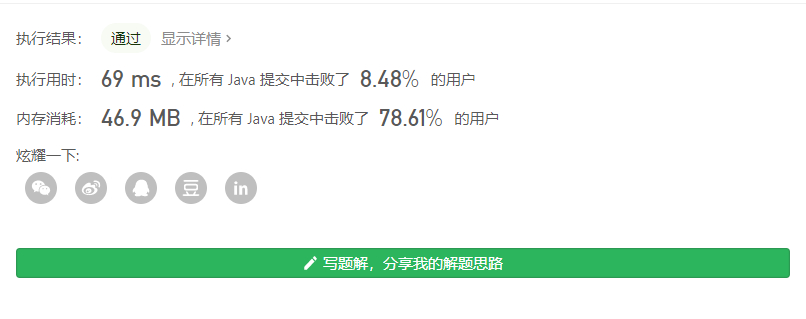 执行结果： 通过 显示详情 ›
执行用时： 69 ms , 在所有 Java 提交中击败了 8.48% 的用户
内存消耗： 46.9 MB , 在所有 Java 提交中击败了 78.61% 的用户
炫耀一下:
豆 in
写题解，分享我的解题思路